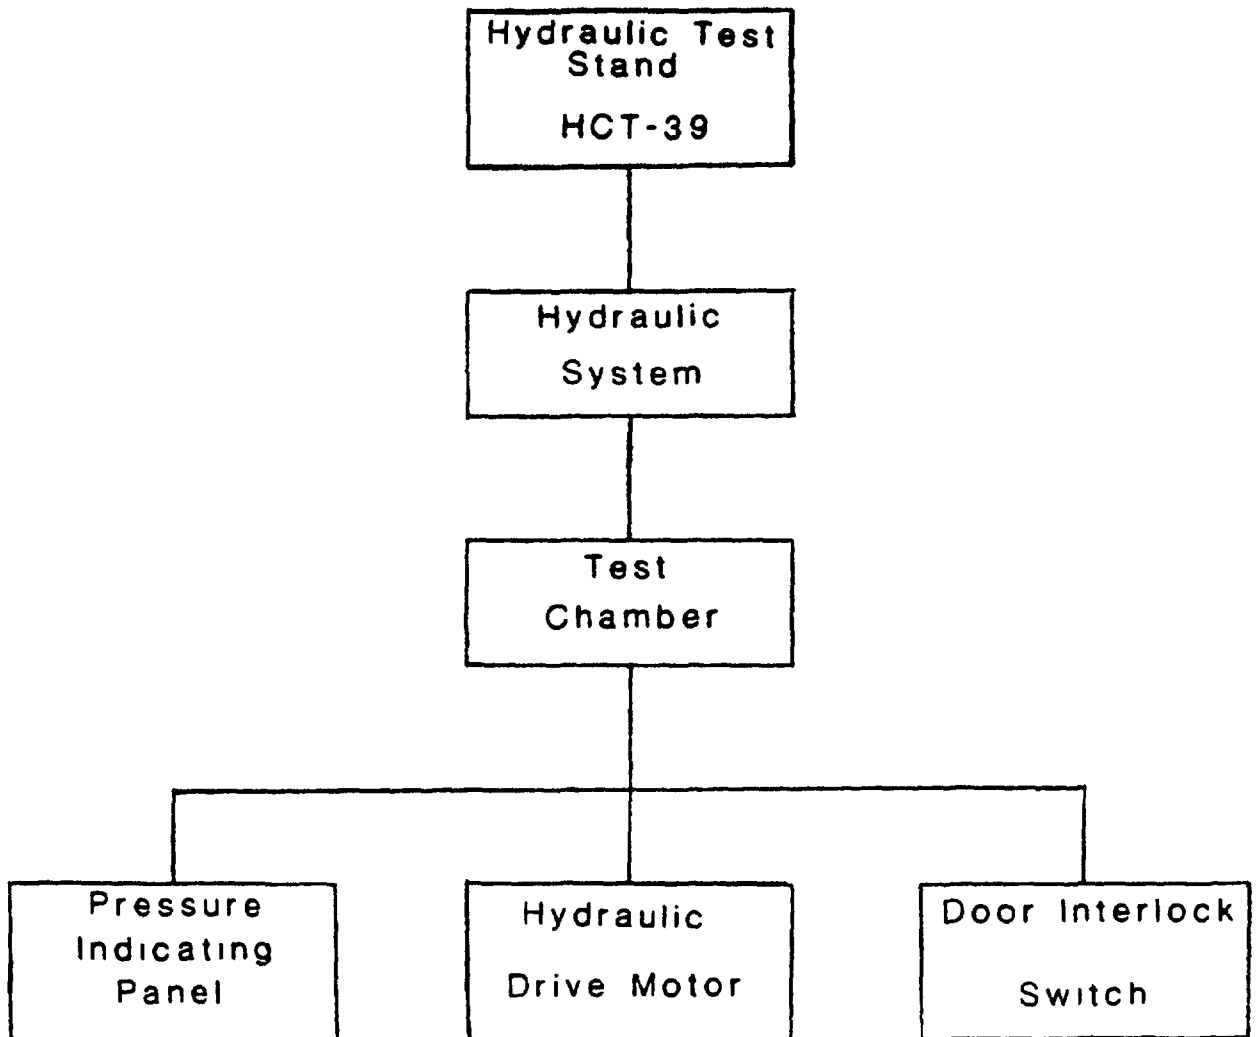 Hydraulic Test
Stand
HCT-39
Hydraulic
System
Test
Chamber
Pressure
Indicating
Panel
Hydraulic
Drive Motor
Door Interlock
Switch